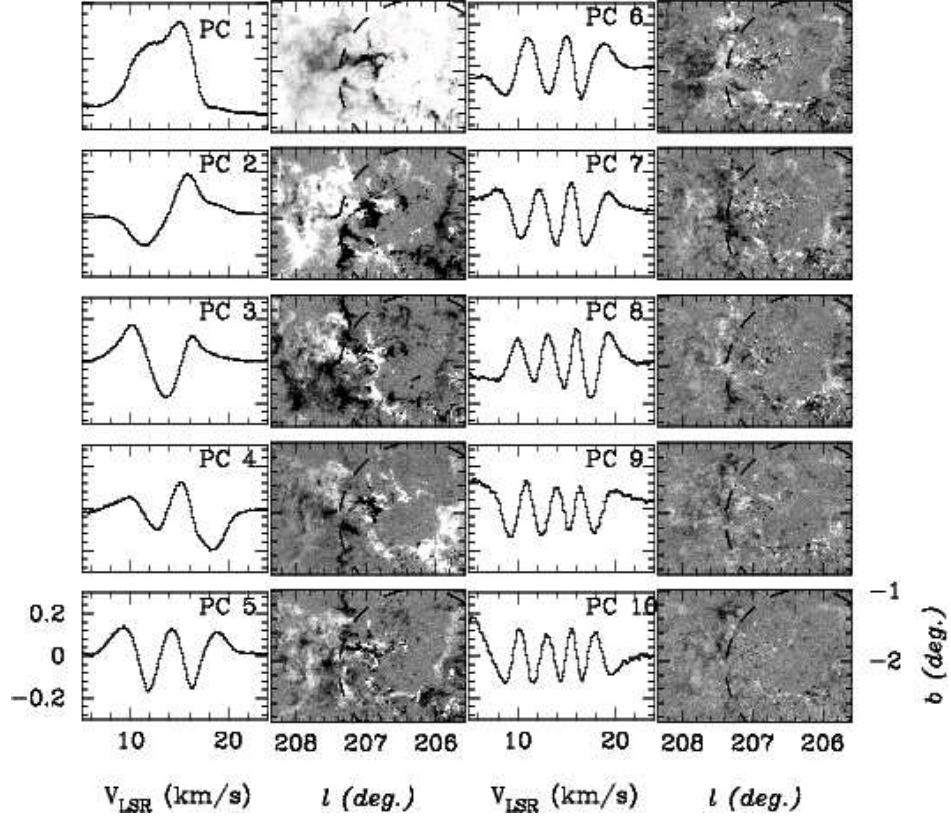 PC 1
PC 6
PC 2
PC 7
PC 3
PC 8
PC 4
PC 9
PC 5
PC 10
0.2
0
−0.2
−1
−2
b (deg.)
10 20
208 207 206
10 20
208 207 206
V_LSR (km/s)
l (deg.)
V_LSR (km/s)
l (deg.)